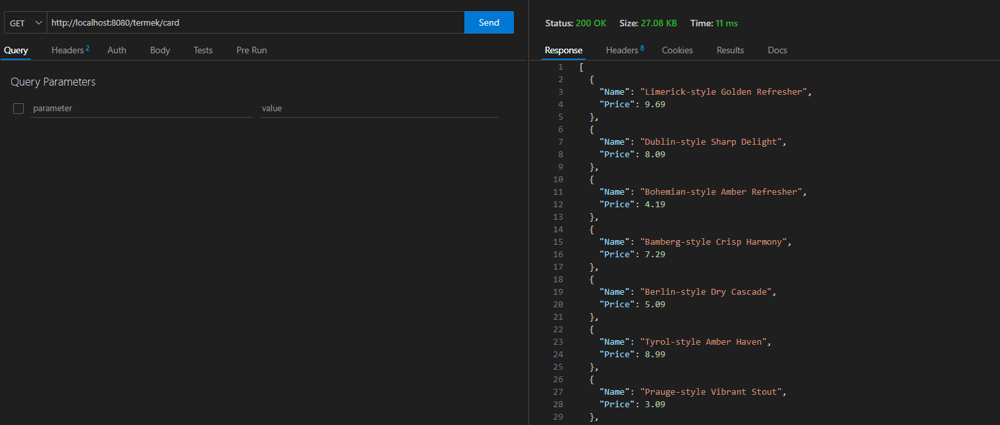 GET http://localhost:8080/termek/card Send
Query Headers 2 Auth Body Tests Pre Run
Query Parameters
parameter value
Status: 200 OK Size: 27.08 KB Time: 11 ms
Response Headers 8 Cookies Results Docs
1 [
2 {
3 "Name": "Limerick-style Golden Refresher",
4 "Price": 9.69
5 },
6 {
7 "Name": "Dublin-style Sharp Delight",
8 "Price": 8.09
9 },
10 {
11 "Name": "Bohemian-style Amber Refresher",
12 "Price": 4.19
13 },
14 {
15 "Name": "Bamberg-style Crisp Harmony",
16 "Price": 7.29
17 },
18 {
19 "Name": "Berlin-style Dry Cascade",
20 "Price": 5.09
21 },
22 {
23 "Name": "Tyrol-style Amber Haven",
24 "Price": 8.99
25 },
26 {
27 "Name": "Prauge-style Vibrant Stout",
28 "Price": 3.09
29 },